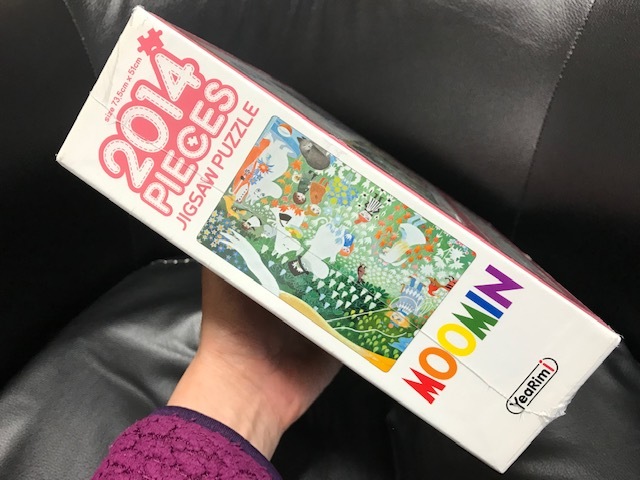 size 73.5cm x 51cm
2014
PIECES
JIGSAW PUZZLE
MOOMIN
YeaRimi